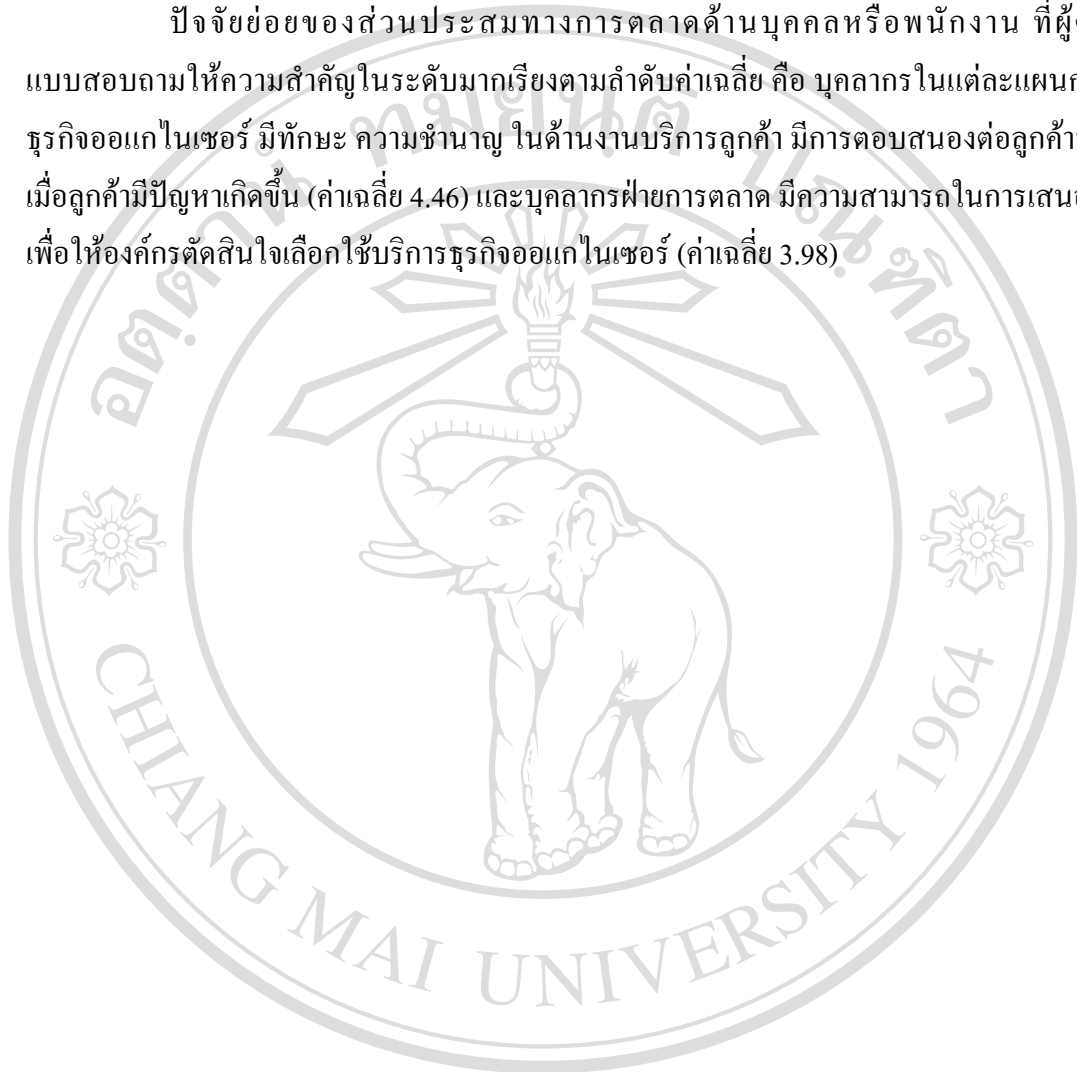 ปัจจัยย่อยของส่วนประสมทางการตลาดด้านบุคคลหรือพนักงาน ที่
แบบสอบถามให้ความสำคัญในระดับมากเรียงตามลำดับค่าเฉลี่ย คือ บุคลากรในแต่ละแผนก
ธุรกิจออแกไนเซอร์ มีทักษะ ความชำนาญ ในด้านงานบริการลูกค้า มีการตอบสนองต่อลูกค้า
เมื่อลูกค้ามีปัญหาเกิดขึ้น (ค่าเฉลี่ย 4.46) และบุคลากรฝ่ายการตลาด มีความสามารถในการ
เพื่อให้องค์กรตัดสินใจเลือกใช้บริการธุรกิจออแกไนเซอร์ (ค่าเฉลี่ย 3.98)
อตฺตานํ ทมยนฺติ ปณฺฑิตา
CHIANG MAI UNIVERSITY 1964